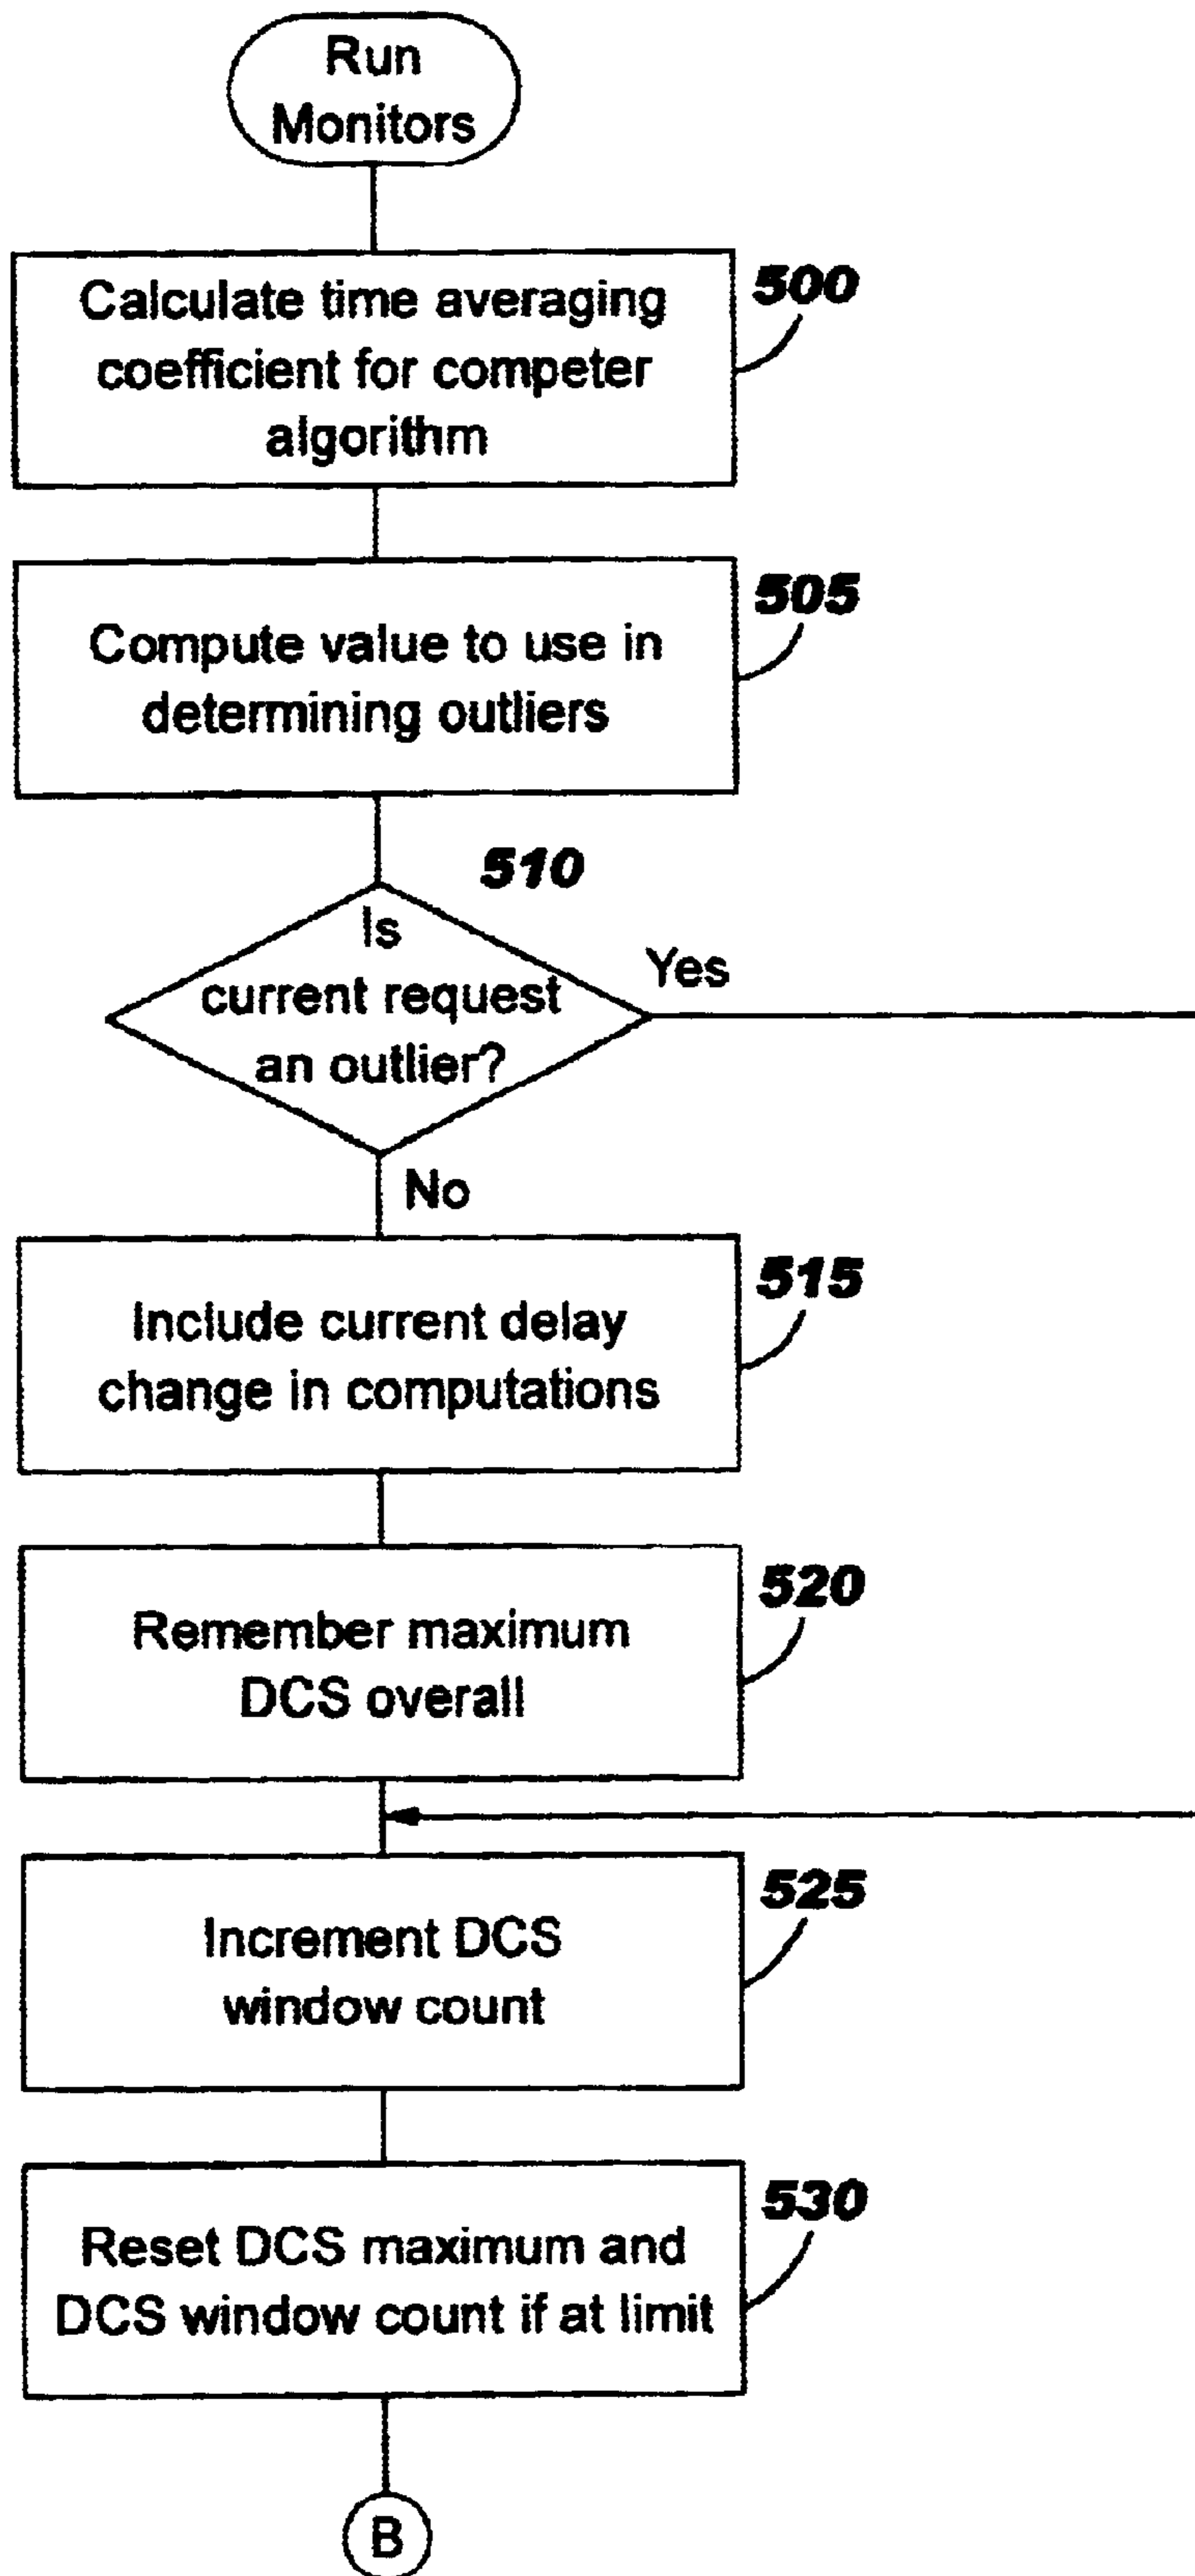 Run
Monitors
Calculate time averaging
coefficient for competer
algorithm
500
Compute value to use in
determining outliers
505
510
Is
current request
an outlier?
Yes
No
Include current delay
change in computations
515
Remember maximum
DCS overall
520
Increment DCS
window count
525
Reset DCS maximum and
DCS window count if at limit
530
B